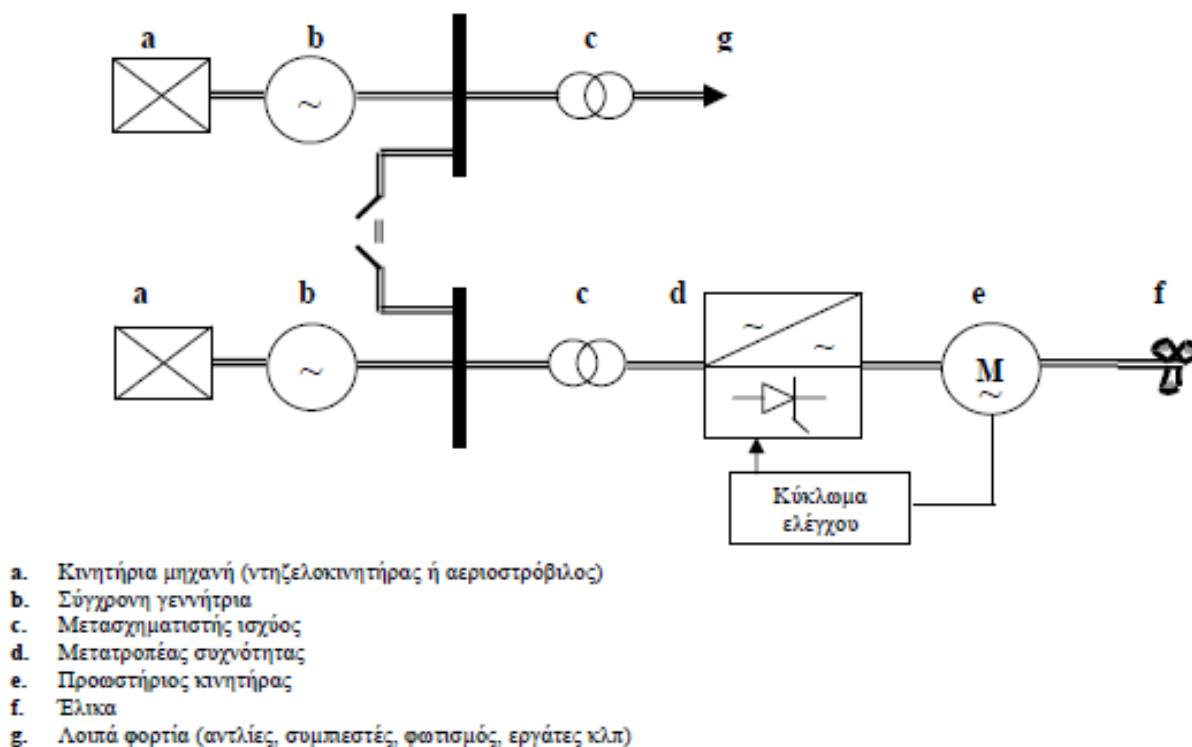 a b c g
~
a b c d e f
~ ~ ~ M ~
Κύκλωμα
ελέγχου
a. Κινητήρια μηχανή (ντηζελοκινητήρας ή αεριοστρόβιλος)
b. Σύγχρονη γεννήτρια
c. Μετασχηματιστής ισχύος
d. Μετατροπέας συχνότητας
e. Προωστήριος κινητήρας
f. Έλικα
g. Λοιπά φορτία (αντλίες, συμπιεστές, φωτισμός, εργάτες κλπ)